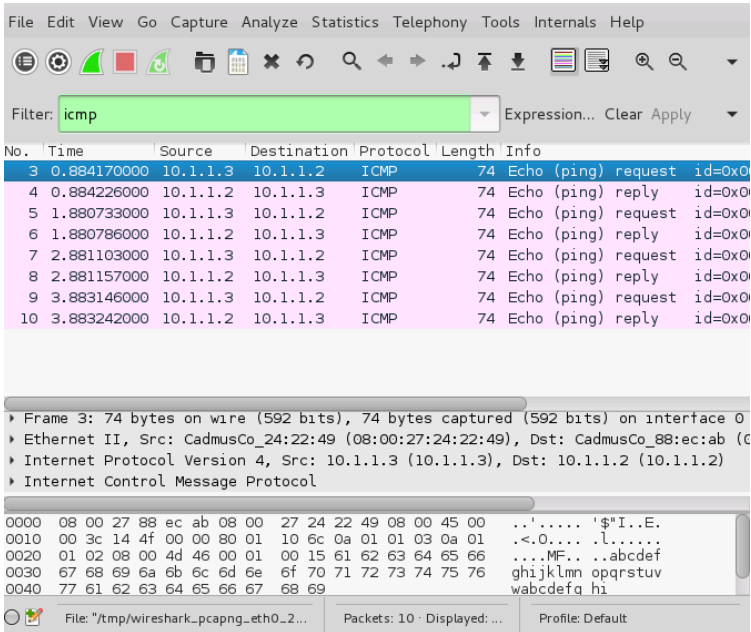 File Edit View Go Capture Analyze Statistics Telephony Tools Internals Help
Filter: icmp Expression... Clear Apply
No. Time Source Destination Protocol Length Info
3 0.884170000 10.1.1.3 10.1.1.2 ICMP 74 Echo (ping) request id=0x0
4 0.884226000 10.1.1.2 10.1.1.3 ICMP 74 Echo (ping) reply id=0x0
5 1.880733000 10.1.1.3 10.1.1.2 ICMP 74 Echo (ping) request id=0x0
6 1.880786000 10.1.1.2 10.1.1.3 ICMP 74 Echo (ping) reply id=0x0
7 2.881103000 10.1.1.3 10.1.1.2 ICMP 74 Echo (ping) request id=0x0
8 2.881157000 10.1.1.2 10.1.1.3 ICMP 74 Echo (ping) reply id=0x0
9 3.883146000 10.1.1.3 10.1.1.2 ICMP 74 Echo (ping) request id=0x0
10 3.883242000 10.1.1.2 10.1.1.3 ICMP 74 Echo (ping) reply id=0x0
Frame 3: 74 bytes on wire (592 bits), 74 bytes captured (592 bits) on interface 0
Ethernet II, Src: CadmusCo_24:22:49 (08:00:27:24:22:49), Dst: CadmusCo_88:ec:ab (0
Internet Protocol Version 4, Src: 10.1.1.3 (10.1.1.3), Dst: 10.1.1.2 (10.1.1.2)
Internet Control Message Protocol
0000 08 00 27 88 ec ab 08 00 27 24 22 49 08 00 45 00 ..'..... '$"I..E.
0010 00 3c 14 4f 00 00 80 01 10 6c 0a 01 01 03 0a 01 .<.O.... .l......
0020 01 02 08 00 4d 46 00 01 00 15 61 62 63 64 65 66 ....MF.. ..abcdef
0030 67 68 69 6a 6b 6c 6d 6e 6f 70 71 72 73 74 75 76 ghijklmn opqrstuv
0040 77 61 62 63 64 65 66 67 68 69 wabcdefg hi
File: "/tmp/wireshark_pcapng_eth0_2... Packets: 10 · Displayed: ... Profile: Default